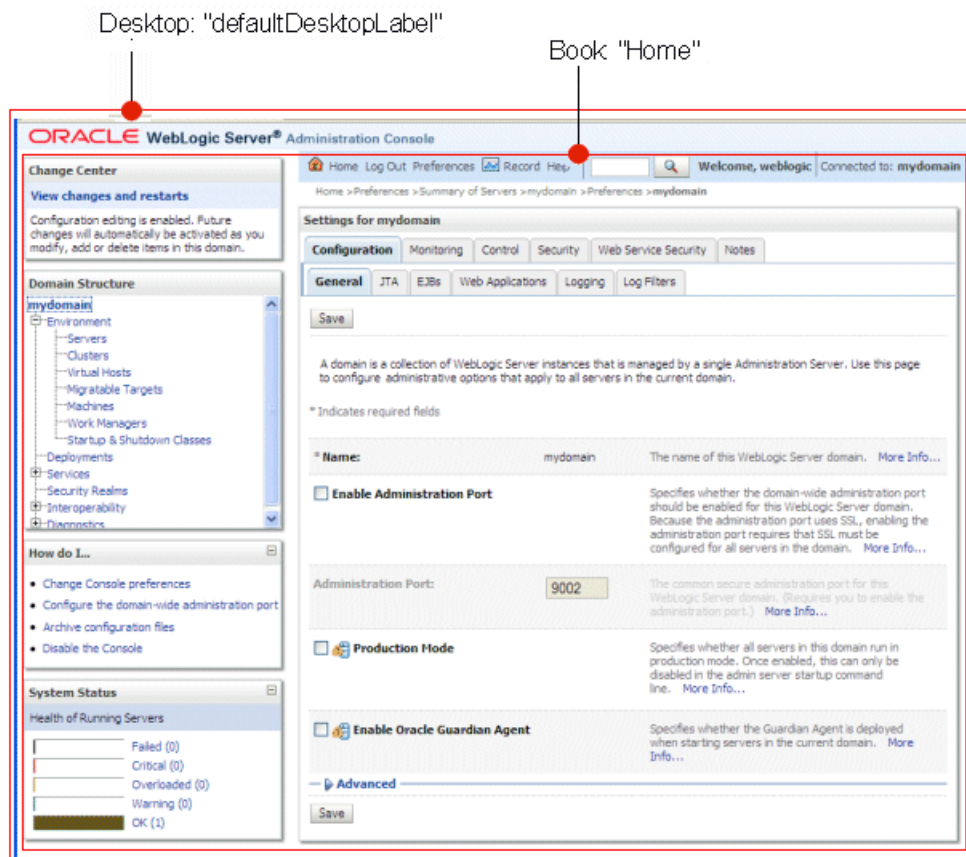 Desktop: "defaultDesktopLabel"
Book: "Home"
ORACLE WebLogic Server® Administration Console
Change Center
View changes and restarts
Configuration editing is enabled. Future
changes will automatically be activated as you
modify, add or delete items in this domain.
Domain Structure
mydomain
Environment
Servers
Clusters
Virtual Hosts
Migratable Targets
Machines
Work Managers
Startup & Shutdown Classes
Deployments
Services
Security Realms
Interoperability
Diagnostics
How do I...
Change Console preferences
Configure the domain-wide administration port
Archive configuration files
Disable the Console
System Status
Health of Running Servers
Failed (0)
Critical (0)
Overloaded (0)
Warning (0)
OK (1)
Home Log Out Preferences Record Help Welcome, weblogic Connected to: mydomain
Home >Preferences >Summary of Servers >mydomain >Preferences >mydomain
Settings for mydomain
Configuration Monitoring Control Security Web Service Security Notes
General JTA EJBs Web Applications Logging Log Filters
Save
A domain is a collection of WebLogic Server instances that is managed by a single Administration Server. Use this page
to configure administrative options that apply to all servers in the current domain.
* Indicates required fields
* Name: mydomain The name of this WebLogic Server domain. More Info...
Enable Administration Port
Specifies whether the domain-wide administration port
should be enabled for this WebLogic Server domain.
Because the administration port uses SSL, enabling the
administration port requires that SSL must be
configured for all servers in the domain. More Info...
Administration Port: 9002
The common secure administration port for this
WebLogic Server domain. (Requires you to enable the
administration port.) More Info...
Production Mode
Specifies whether all servers in this domain run in
production mode. Once enabled, this can only be
disabled in the admin server startup command
line. More Info...
Enable Oracle Guardian Agent
Specifies whether the Guardian Agent is deployed
when starting servers in the current domain. More
Info...
Advanced
Save